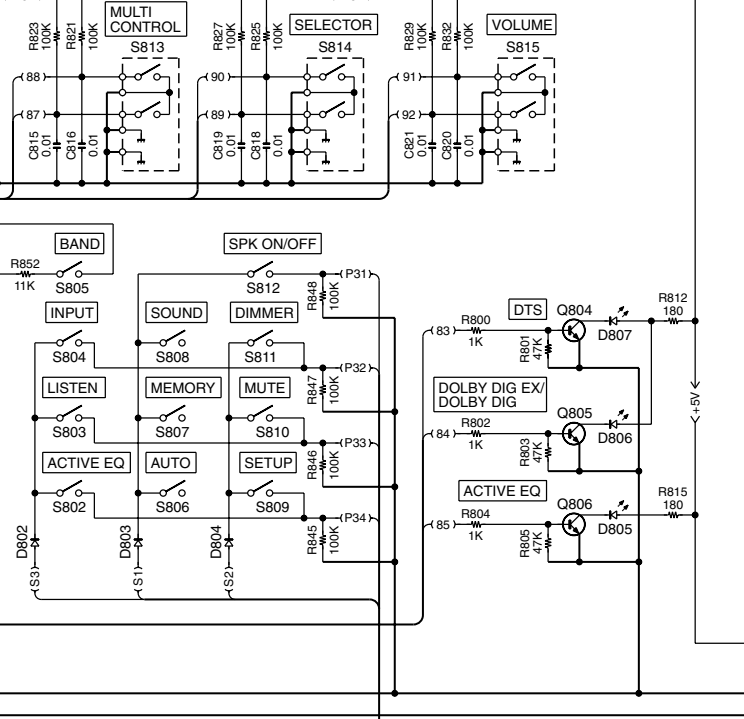 MULTI
CONTROL
S813
SELECTOR
S814
VOLUME
S815
R823
100K
R821
100K
R827
100K
R825
100K
R829
100K
R832
100K
88
87
90
89
91
92
C815
0.01
C816
0.01
C819
0.01
C818
0.01
C821
0.01
C820
0.01
BAND
R852
11K
S805
SPK ON/OFF
S812
P31
R848
100K
INPUT
S804
SOUND
S808
DIMMER
S811
P32
R847
100K
LISTEN
S803
MEMORY
S807
MUTE
S810
P33
R846
100K
ACTIVE EQ
S802
AUTO
S806
SETUP
S809
P34
R845
100K
D802
D803
D804
S3
S1
S2
83
R800
1K
DTS
R801
47K
Q804
D807
R812
180
DOLBY DIG EX/
DOLBY DIG
84
R802
1K
R803
47K
Q805
D806
+5V
ACTIVE EQ
85
R804
1K
R805
47K
Q806
D805
R815
180